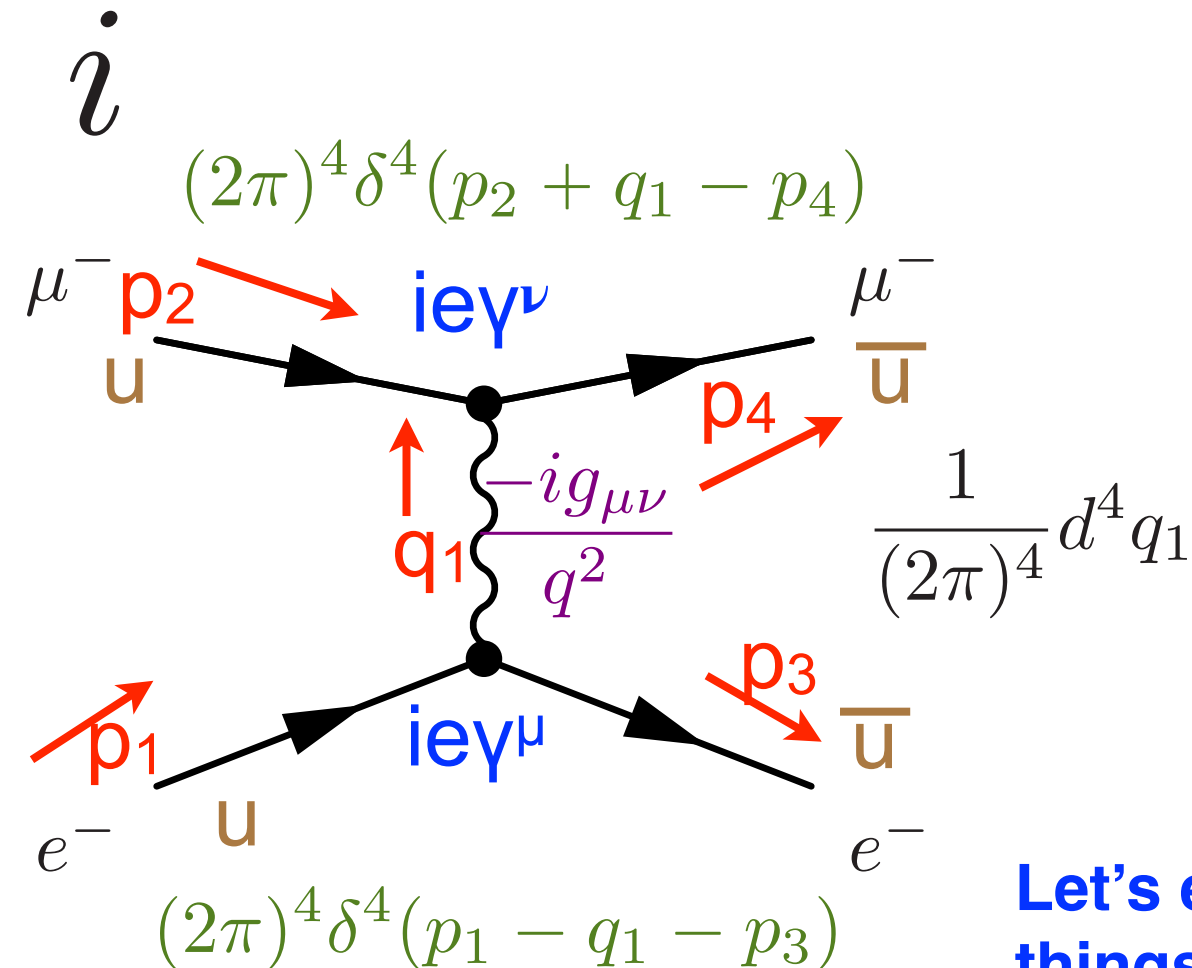 i
(2π)⁴δ⁴(p₂ + q₁ − p₄)
μ⁻ p₂ ieγ^ν μ⁻
u u̅
p₄
−ig_μν
q₁ q²
1/(2π)⁴ d⁴q₁
p₃
p₁ ieγ^μ u̅
u
e⁻ e⁻
Let’s
(2π)⁴δ⁴(p₁ − q₁ − p₃)
things